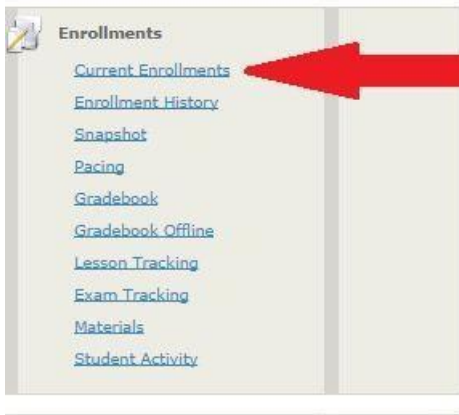 Enrollments
Current Enrollments
Enrollment History
Snapshot
Pacing
Gradebook
Gradebook Offline
Lesson Tracking
Exam Tracking
Materials
Student Activity